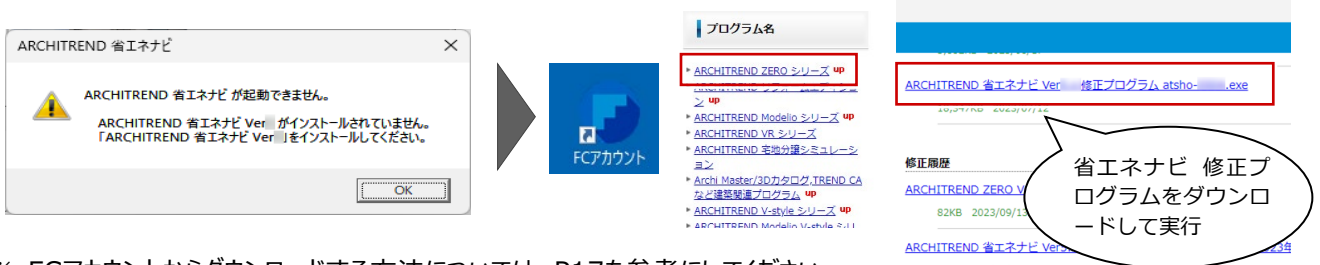 ARCHITREND 省エネナビ
ARCHITREND 省エネナビ が起動できません。
ARCHITREND 省エネナビ Ver がインストールされていません。
「ARCHITREND 省エネナビ Ver 」をインストールしてください。
OK
FCアカウント
プログラム名
ARCHITREND ZERO シリーズ up
ン up
ARCHITREND Modelio シリーズ up
ARCHITREND VR シリーズ
ARCHITREND 宅地分譲シミュレーシ
ョン
Archi Master/3Dカタログ,TREND CA
など建築関連プログラム up
ARCHITREND V-style シリーズ up
ARCHITREND Modelio V-style シリ
ARCHITREND 省エネナビ Ver 修正プログラム atsho- .exe
2023/07/12
修正履歴
ARCHITREND ZERO V
82KB 2023/09/13
ARCHITREND 省エネナビ Ver
省エネナビ 修正プ
ログラムをダウンロ
ードして実行